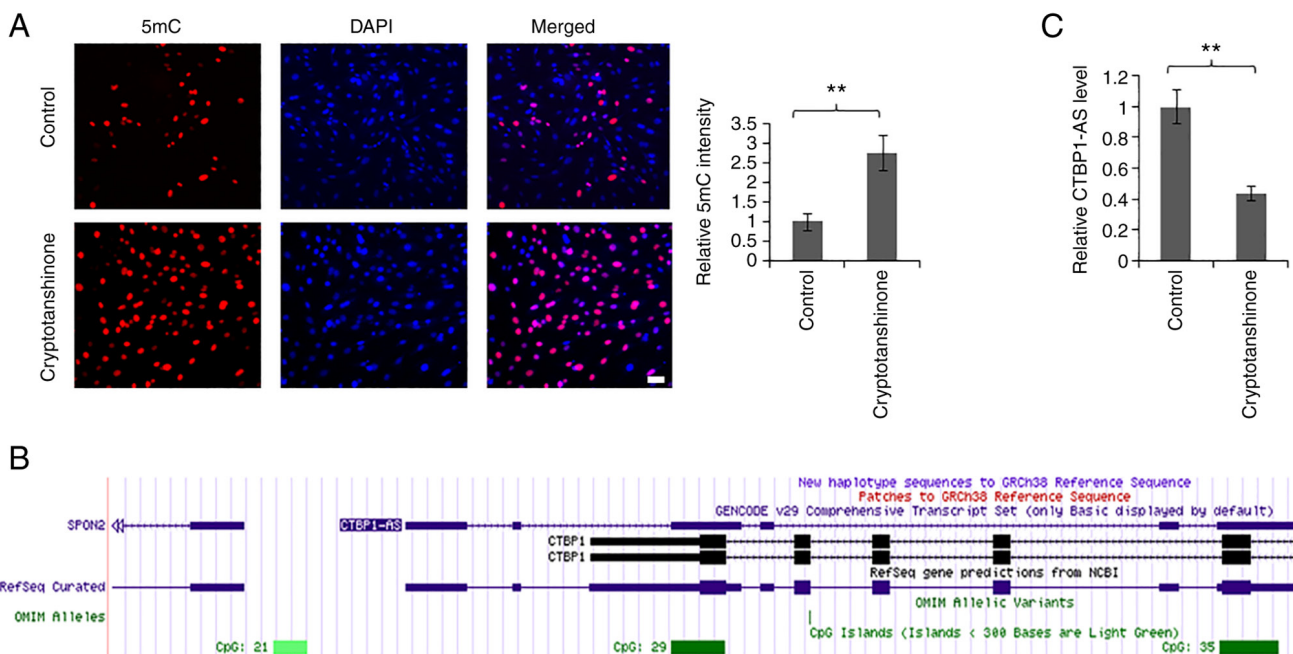 A
5mC
DAPI
Merged
Control
Cryptotanshinone
Relative 5mC intensity
**
3.5
3
2.5
2
1.5
1
0.5
0
Control
Cryptotanshinone
C
Relative CTBP1-AS level
**
1.2
1
0.8
0.6
0.4
0.2
0
Control
Cryptotanshinone
B
New haplotype sequences to GRCh38 Reference Sequence
Patches to GRCh38 Reference Sequence
GENCODE v29 Comprehensive Transcript Set (only Basic displayed by default)
SPON2
CTBP1-AS
CTBP1
CTBP1
RefSeq gene predictions from NCBI
RefSeq Curated
OMIM Allelic Variants
OMIM Alleles
CpG Islands (Islands < 300 Bases are Light Green)
CpG: 21
CpG: 29
CpG: 35